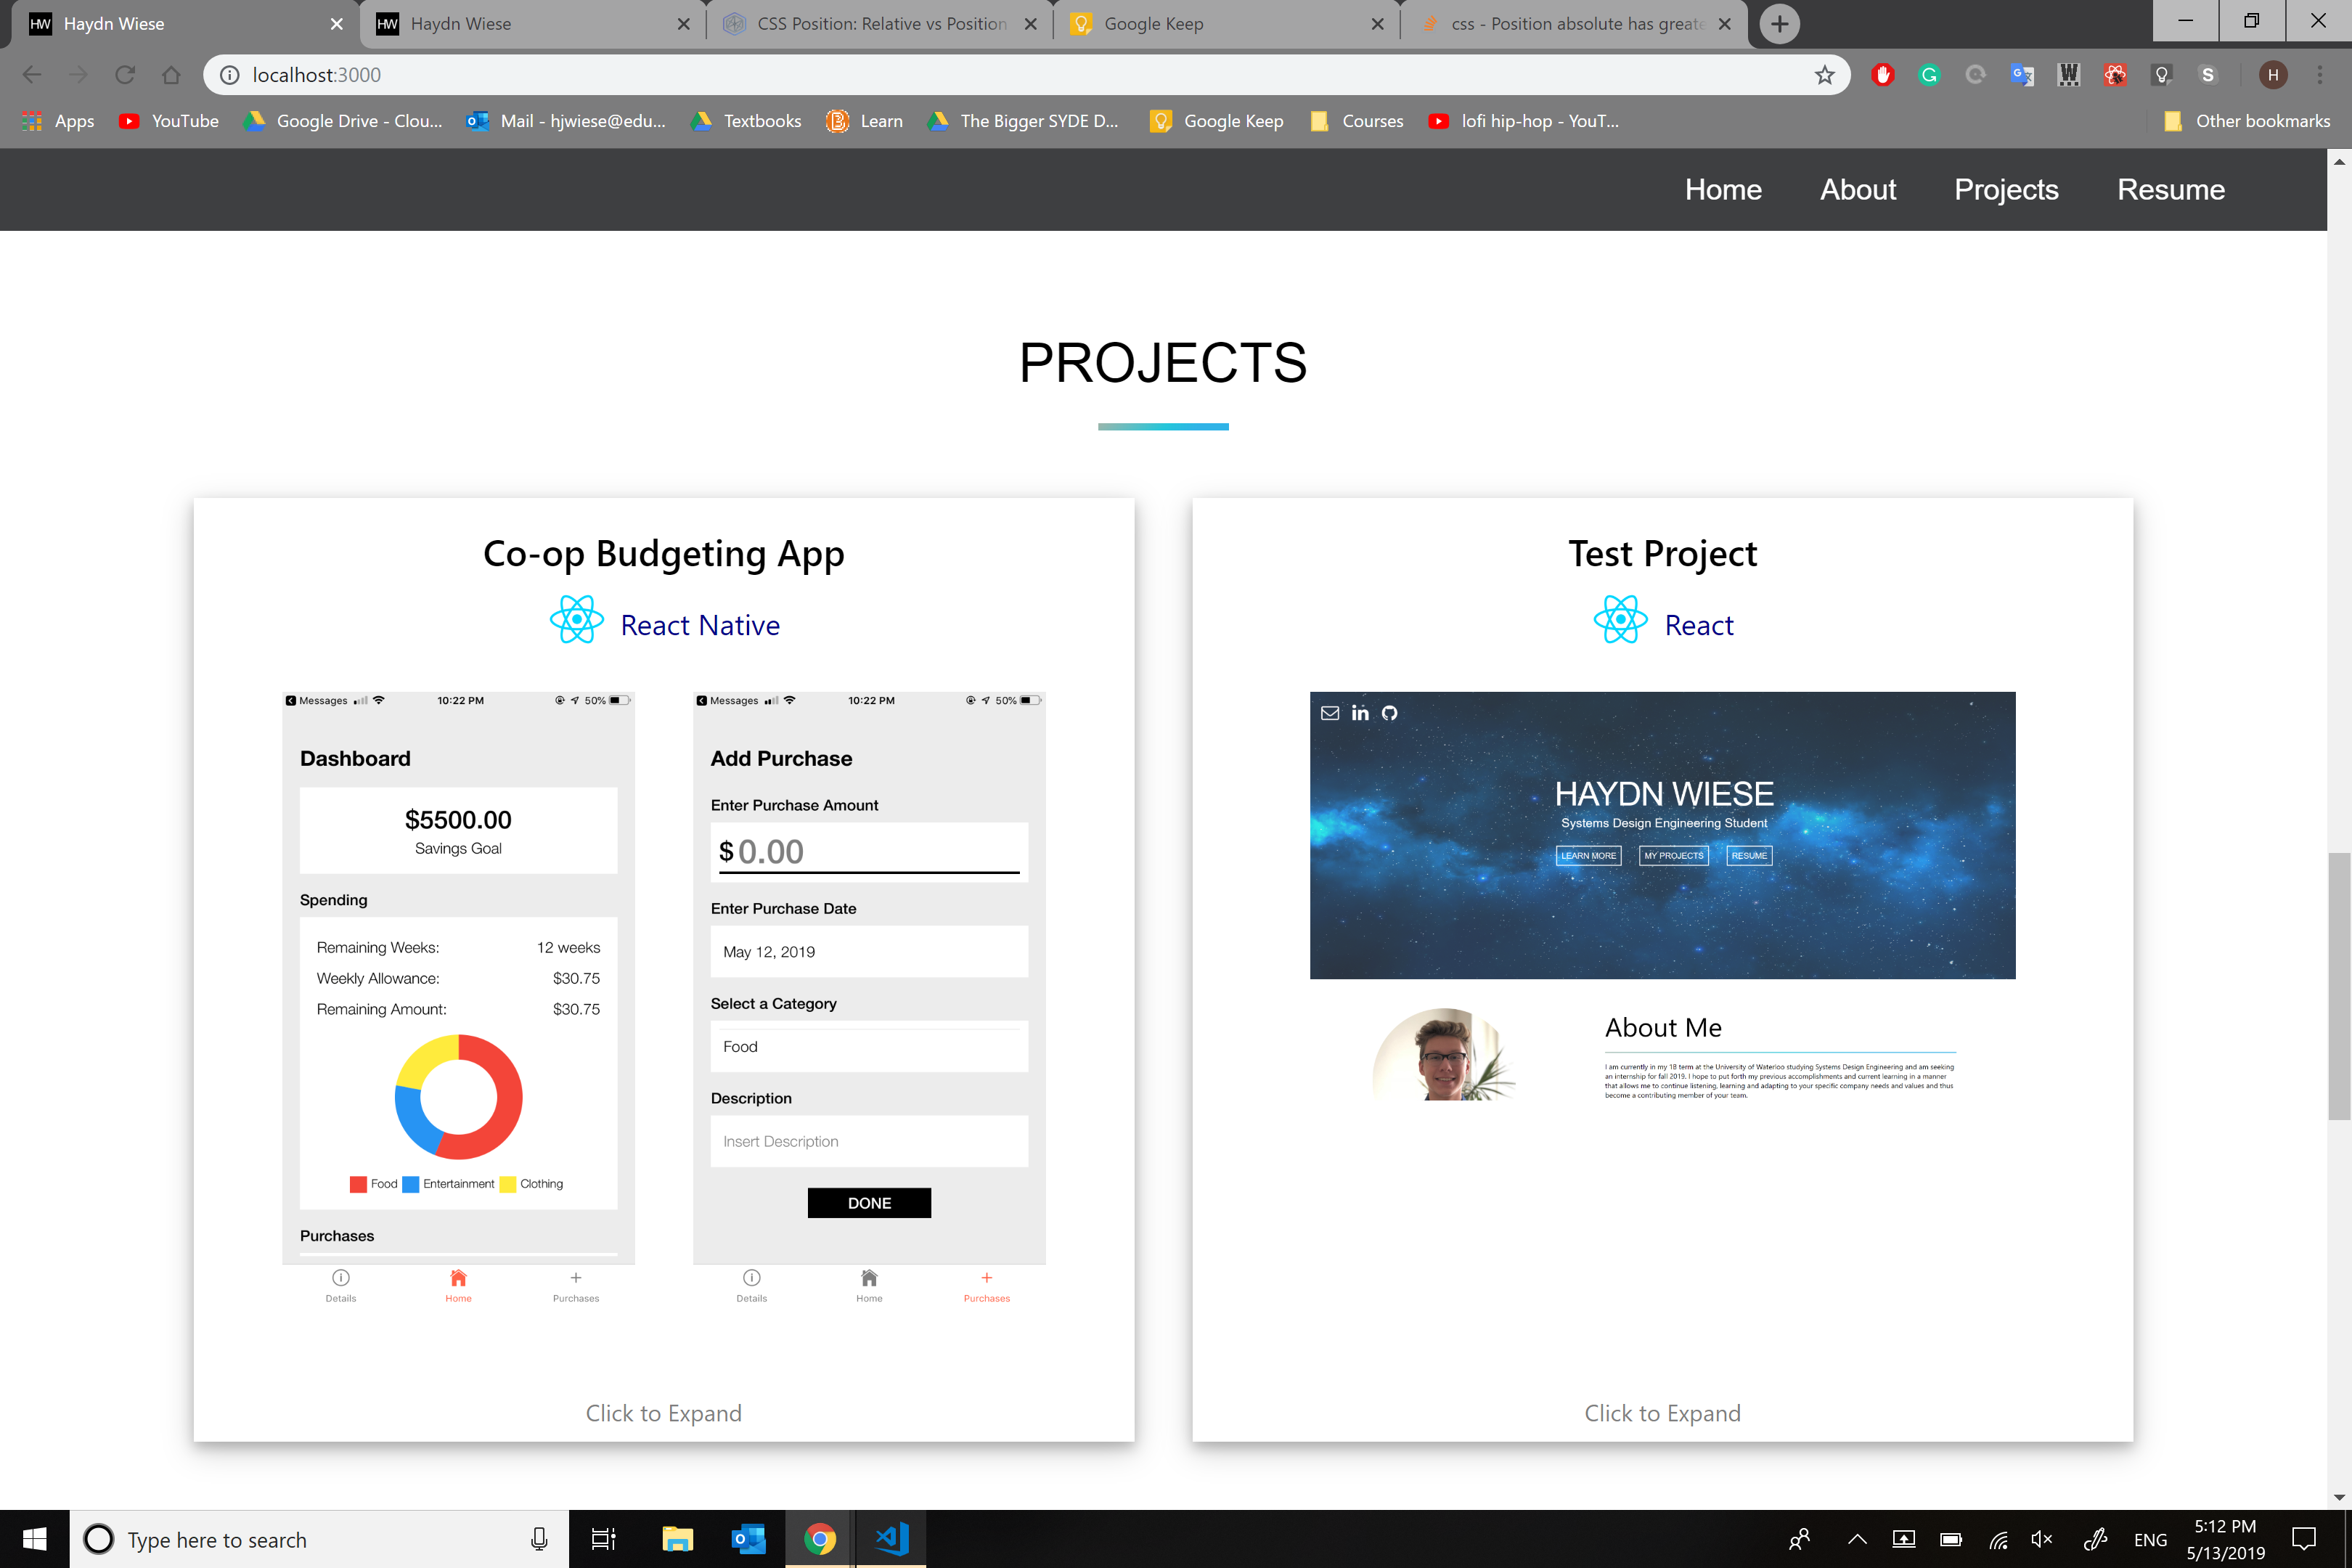 HW Haydn Wiese
HW Haydn Wiese
CSS Position: Relative vs Position
Google Keep
css - Position absolute has greate
localhost:3000
H
Apps
YouTube
Google Drive - Clou...
Mail - hjwiese@edu...
Textbooks
Learn
The Bigger SYDE D...
Google Keep
Courses
lofi hip-hop - YouT...
Other bookmarks
Home About Projects Resume
PROJECTS
Co-op Budgeting App
React Native
Messages 10:22 PM 50%
Dashboard
$5500.00
Savings Goal
Spending
Remaining Weeks: 12 weeks
Weekly Allowance: $30.75
Remaining Amount: $30.75
Food Entertainment Clothing
Purchases
Details Home Purchases
Messages 10:22 PM 50%
Add Purchase
Enter Purchase Amount
$ 0.00
Enter Purchase Date
May 12, 2019
Select a Category
Food
Description
Insert Description
DONE
Details Home Purchases
Click to Expand
Test Project
React
HAYDN WIESE
Systems Design Engineering Student
LEARN MORE MY PROJECTS RESUME
About Me
I am currently in my 1B term at the University of Waterloo studying Systems Design Engineering and am seeking
an internship for fall 2019. I hope to put forth my previous accomplishments and current learning in a manner
that allows me to continue listening, learning and adapting to your specific company needs and values and thus
become a contributing member of your team.
Click to Expand
Type here to search
ENG
5:12 PM
5/13/2019